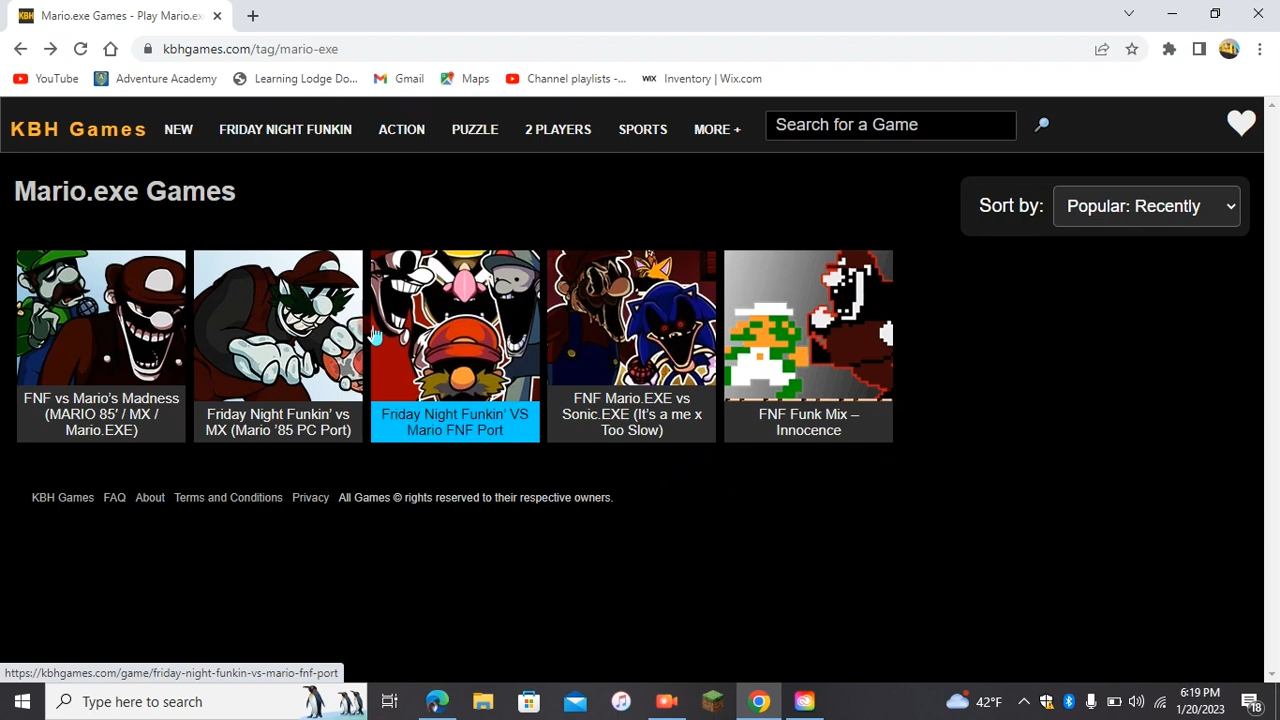 Mario.exe Games - Play Mario.ex
kbhgames.com/tag/mario-exe
YouTube
Adventure Academy
Learning Lodge Do...
Gmail
Maps
Channel playlists -...
WIX Inventory | Wix.com
KBH Games
NEW
FRIDAY NIGHT FUNKIN
ACTION
PUZZLE
2 PLAYERS
SPORTS
MORE +
Search for a Game
Mario.exe Games
Sort by:
Popular: Recently
FNF vs Mario’s Madness
(MARIO 85′ / MX /
Mario.EXE)
Friday Night Funkin’ vs
MX (Mario ’85 PC Port)
Friday Night Funkin’ VS
Mario FNF Port
FNF Mario.EXE vs
Sonic.EXE (It’s a me x
Too Slow)
FNF Funk Mix –
Innocence
KBH Games
FAQ
About
Terms and Conditions
Privacy
All Games © rights reserved to their respective owners.
https://kbhgames.com/game/friday-night-funkin-vs-mario-fnf-port
Type here to search
42°F
6:19 PM
1/20/2023
18